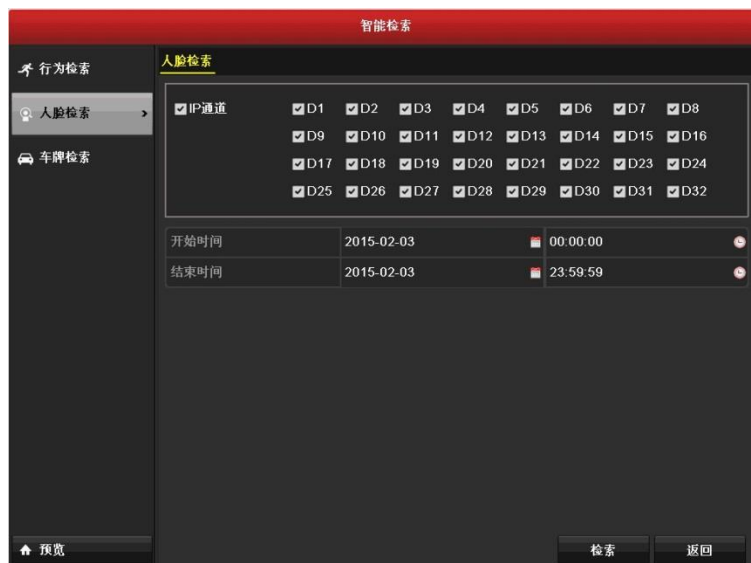 智能检索
行为检索
人脸检索
车牌检索
人脸检索
IP通道 D1 D2 D3 D4 D5 D6 D7 D8
D9 D10 D11 D12 D13 D14 D15 D16
D17 D18 D19 D20 D21 D22 D23 D24
D25 D26 D27 D28 D29 D30 D31 D32
开始时间 2015-02-03 00:00:00
结束时间 2015-02-03 23:59:59
预览 检索 返回